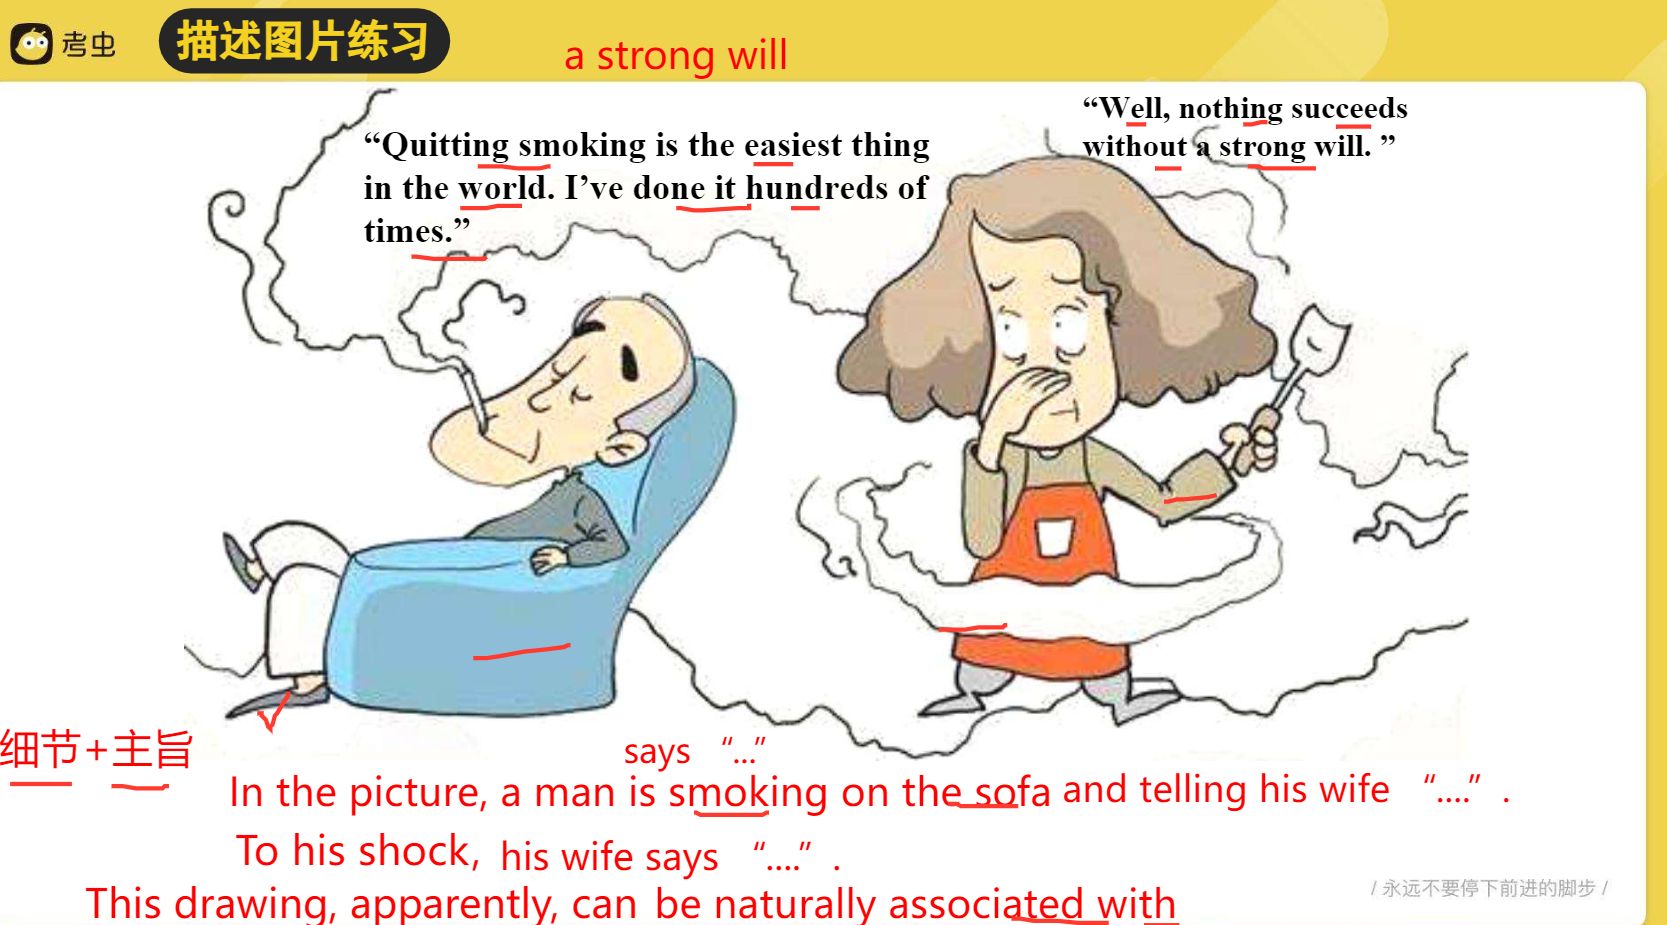 考虫
描述图片练习
a strong will
“Quitting smoking is the easiest thing
in the world. I’ve done it hundreds of
times.”
“Well, nothing succeeds
without a strong will. ”
细节+主旨
says “...”
In the picture, a man is smoking on the sofa and telling his wife “....” .
To his shock, his wife says “....” .
This drawing, apparently, can be naturally associated with
/ 永远不要停下前进的脚步 /